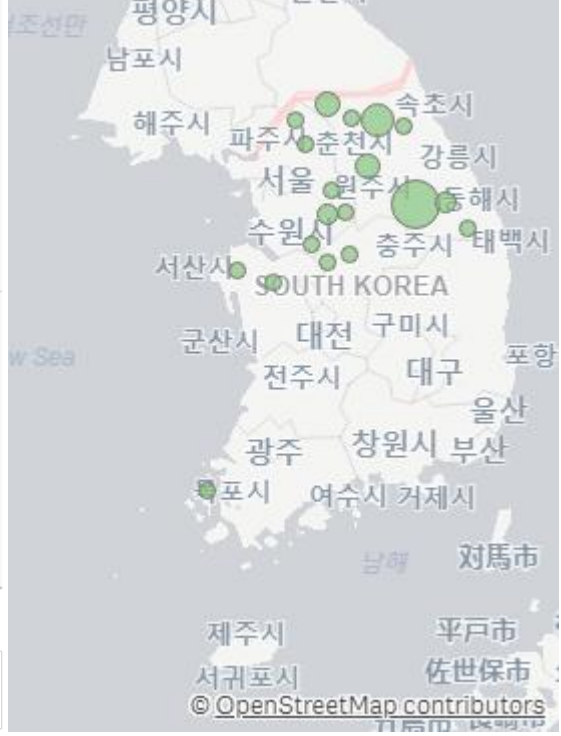 평양시
조선만
남포시
해주시
속초시
파주시
춘천시
강릉시
서울
원주시
동해시
수원시
충주시
태백시
서산시
SOUTH KOREA
군산시
대전
구미시
w Sea
포항
전주시
대구
울산
광주
창원시
부산
목포시
여수시
거제시
남해
対馬市
제주시
平戸市
서귀포시
佐世保市
© OpenStreetMap contributors